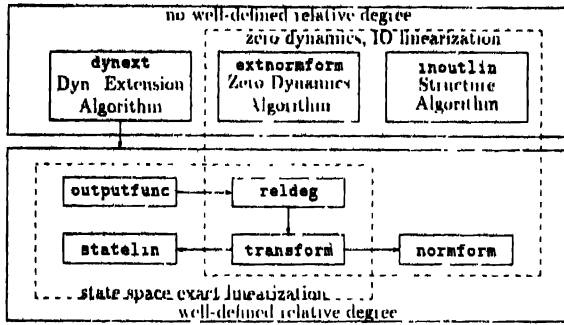 no well-defined relative degree
zero dynamics, IO linearization
dynext
Dyn Extension
Algorithm
extnormform
Zero Dynamics
Algorithm
inoutlin
Structure
Algorithm
outputfunc
reldeg
statelin
transform
normform
state space exact linearization
well-defined relative degree